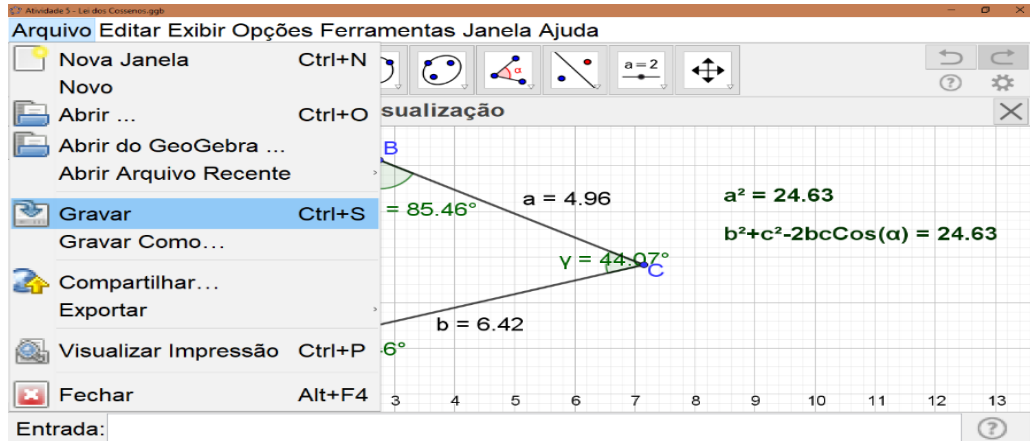 Atividade 5 - Lei dos Cossenos.ggb
Arquivo Editar Exibir Opções Ferramentas Janela Ajuda
Nova Janela Ctrl+N
Novo
Abrir ... Ctrl+O
Abrir do GeoGebra ...
Abrir Arquivo Recente
Gravar Ctrl+S
Gravar Como...
Compartilhar...
Exportar
Visualizar Impressão Ctrl+P
Fechar Alt+F4
α
a = 2
B
= 85.46°
a = 4.96
γ = 44.07°
C
b = 6.42
6°
a² = 24.63
b²+c²-2bcCos(α) = 24.63
3 4 5 6 7 8 9 10 11 12 13
Entrada: